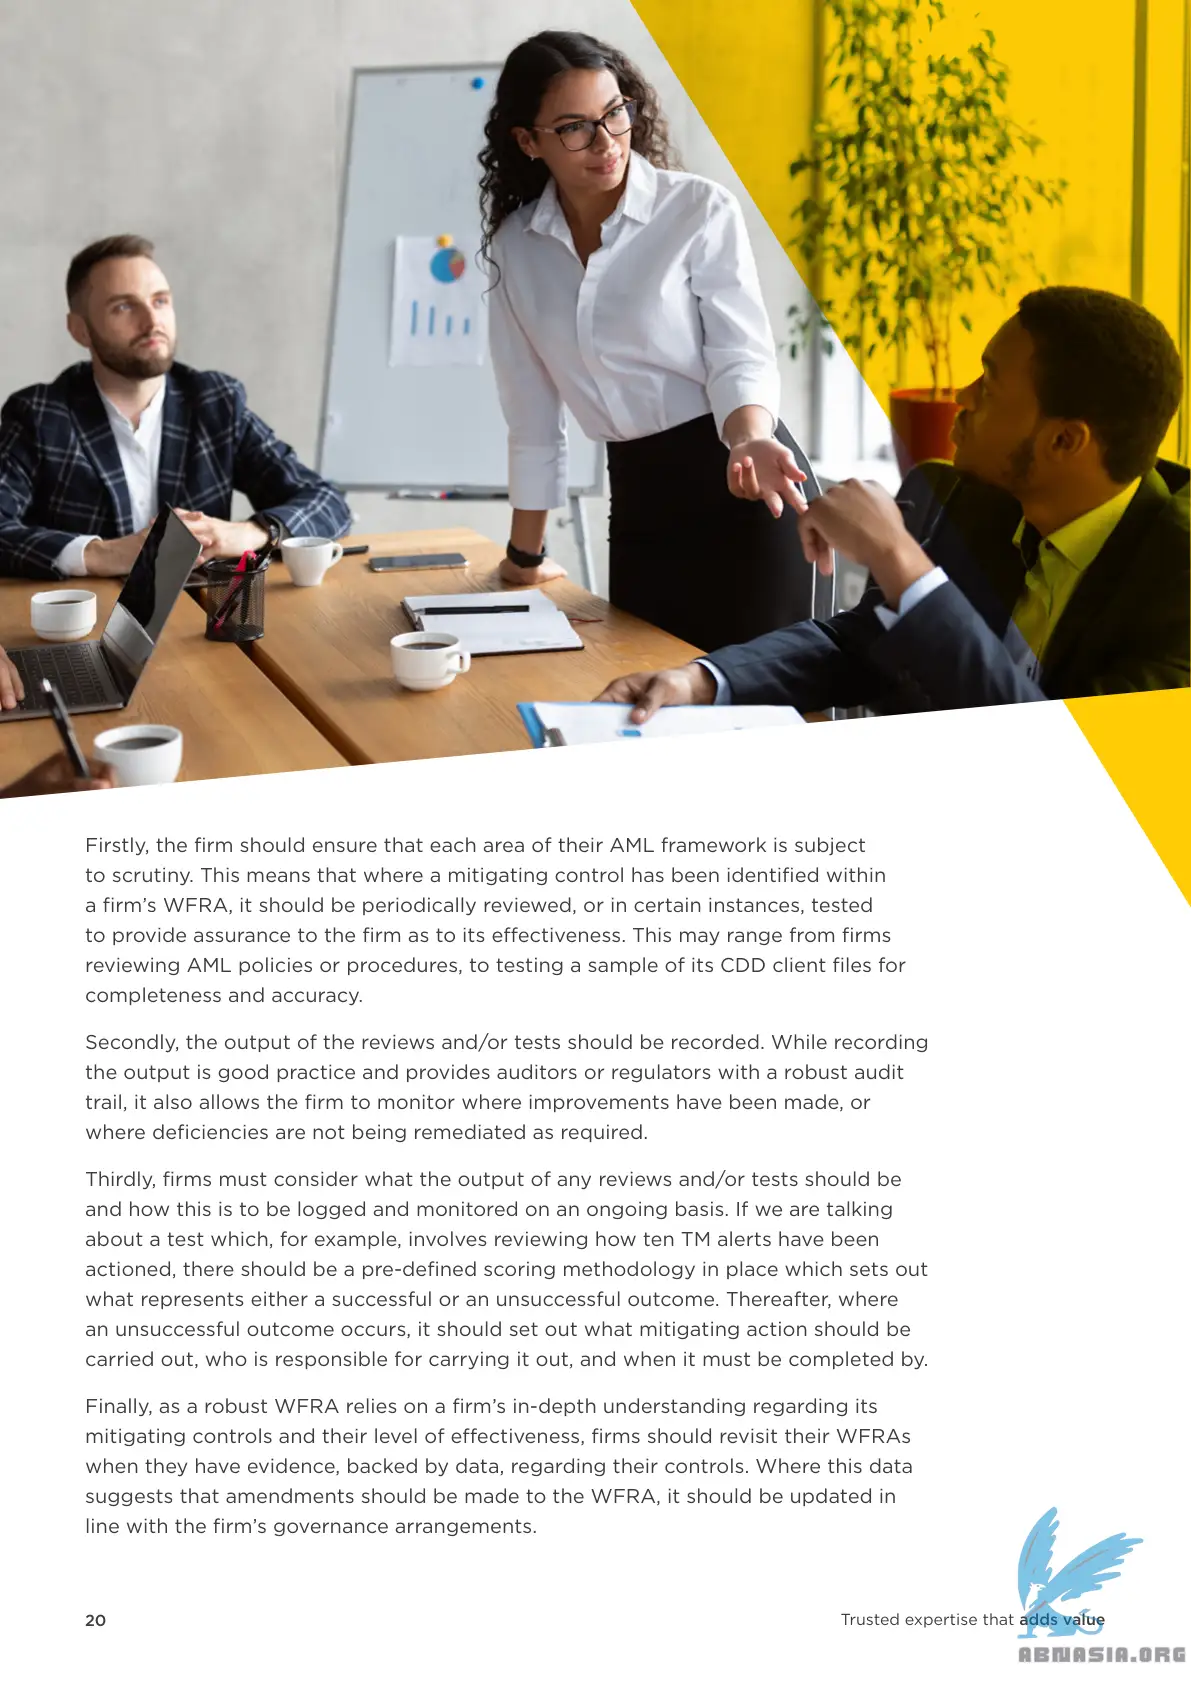 Firstly, the firm should ensure that each area of their AML framework is subject
to scrutiny. This means that where a mitigating control has been identified within
a firm’s WFRA, it should be periodically reviewed, or in certain instances, tested
to provide assurance to the firm as to its effectiveness. This may range from firms
reviewing AML policies or procedures, to testing a sample of its CDD client files for
completeness and accuracy.
Secondly, the output of the reviews and/or tests should be recorded. While recording
the output is good practice and provides auditors or regulators with a robust audit
trail, it also allows the firm to monitor where improvements have been made, or
where deficiencies are not being remediated as required.
Thirdly, firms must consider what the output of any reviews and/or tests should be
and how this is to be logged and monitored on an ongoing basis. If we are talking
about a test which, for example, involves reviewing how ten TM alerts have been
actioned, there should be a pre-defined scoring methodology in place which sets out
what represents either a successful or an unsuccessful outcome. Thereafter, where
an unsuccessful outcome occurs, it should set out what mitigating action should be
carried out, who is responsible for carrying it out, and when it must be completed by.
Finally, as a robust WFRA relies on a firm’s in-depth understanding regarding its
mitigating controls and their level of effectiveness, firms should revisit their WFRAs
when they have evidence, backed by data, regarding their controls. Where this data
suggests that amendments should be made to the WFRA, it should be updated in
line with the firm’s governance arrangements.
20
Trusted expertise that adds value
ABNASIA.ORG